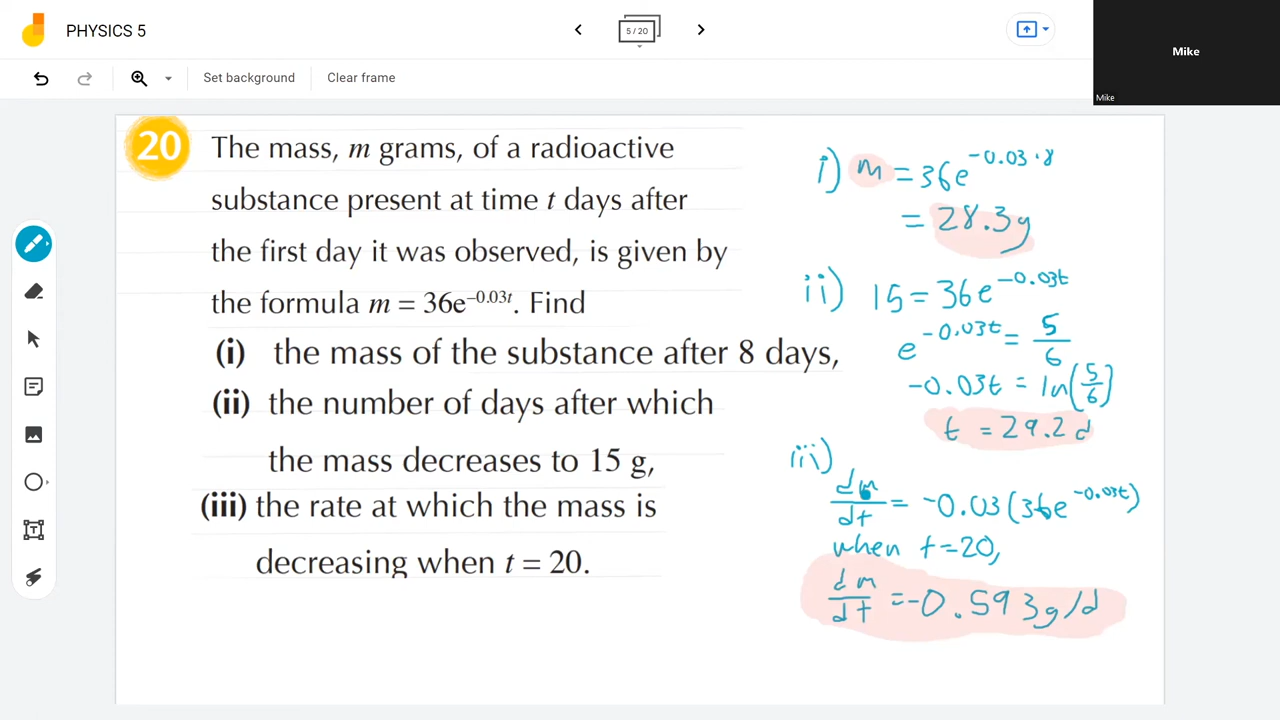 PHYSICS 5
5 / 20
Mike
Mike
Set background
Clear frame
20 The mass, m grams, of a radioactive
substance present at time t days after
the first day it was observed, is given by
the formula m = 36e^−0.03t. Find
(i) the mass of the substance after 8 days,
(ii) the number of days after which
the mass decreases to 15 g,
(iii) the rate at which the mass is
decreasing when t = 20.
i) m = 36e^−0.03·8
= 28.3g
ii) 15 = 36e^−0.03t
e^−0.03t = 5/6
−0.03t = ln(5/6)
t = 29.2 d
iii)
dm/dt = −0.03(36e^−0.03t)
when t=20,
dm/dt = −0.593g/d